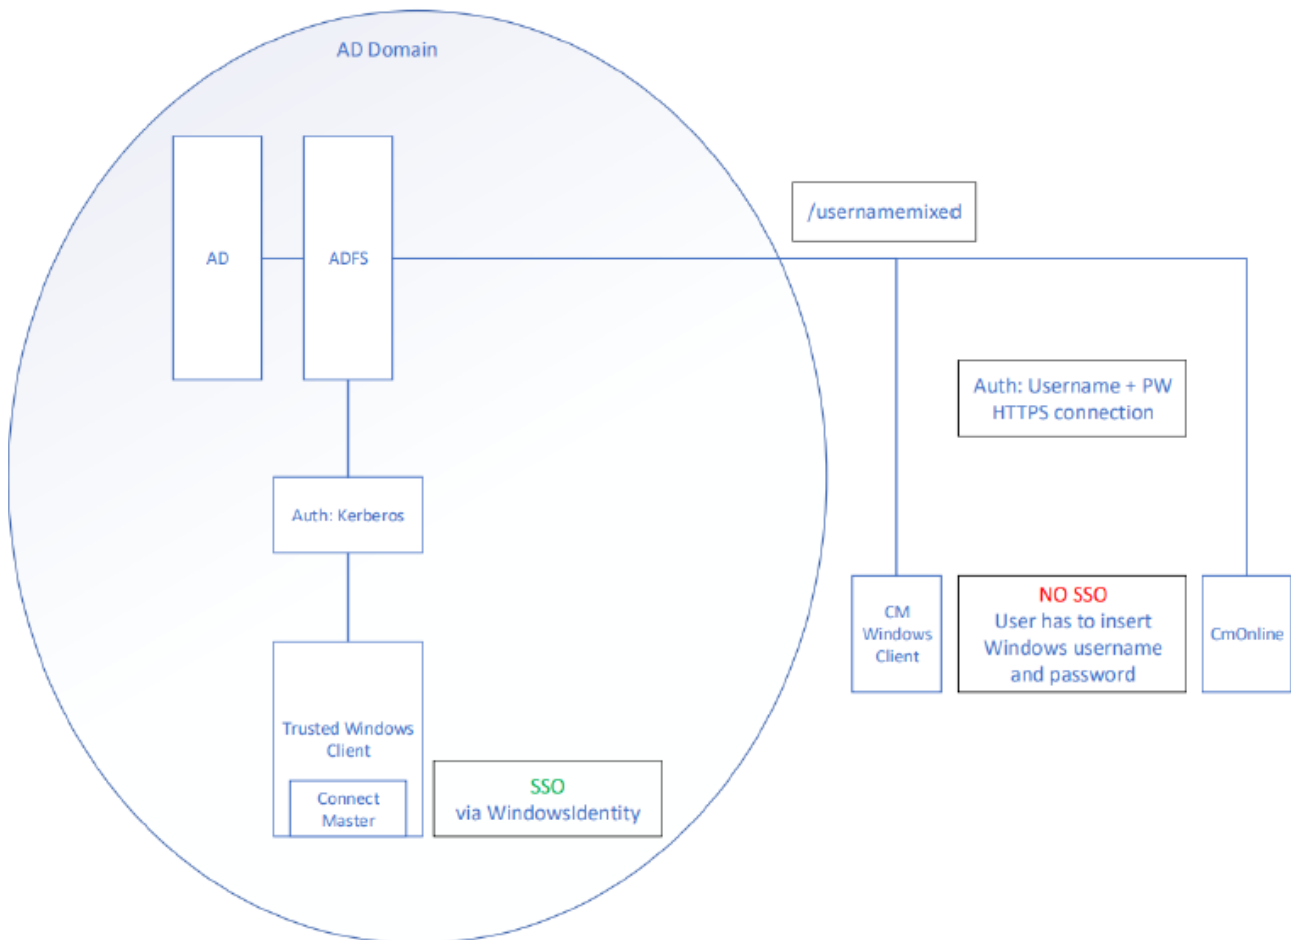 AD Domain
AD
ADFS
/usernamemixed
Auth: Username + PW
HTTPS connection
Auth: Kerberos
CM
Windows
Client
NO SSO
User has to insert
Windows username
and password
CmOnline
Trusted Windows
Client
Connect
Master
SSO
via WindowsIdentity